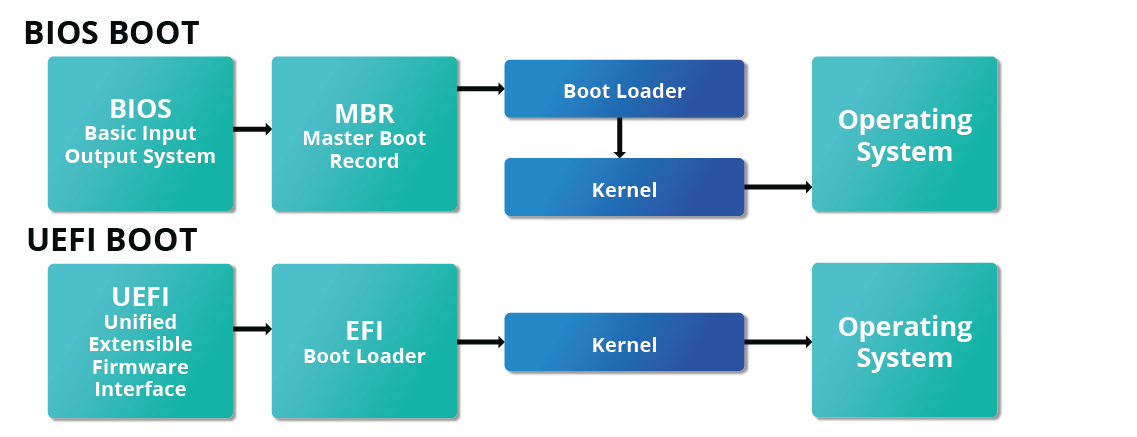 BIOS BOOT
BIOS
Basic Input
Output System
MBR
Master Boot
Record
Boot Loader
Kernel
Operating
System
UEFI BOOT
UEFI
Unified
Extensible
Firmware
Interface
EFI
Boot Loader
Kernel
Operating
System